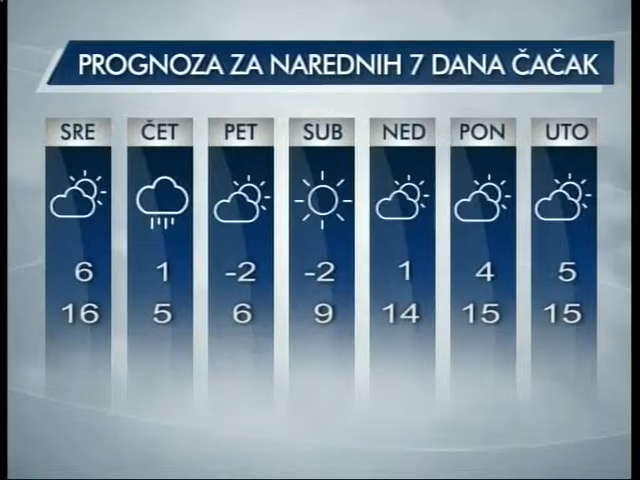 PROGNOZA ZA NAREDNIH 7 DANA ČAČAK
SRE ČET PET SUB NED PON UTO
6 1 -2 -2 1 4 5
16 5 6 9 14 15 15